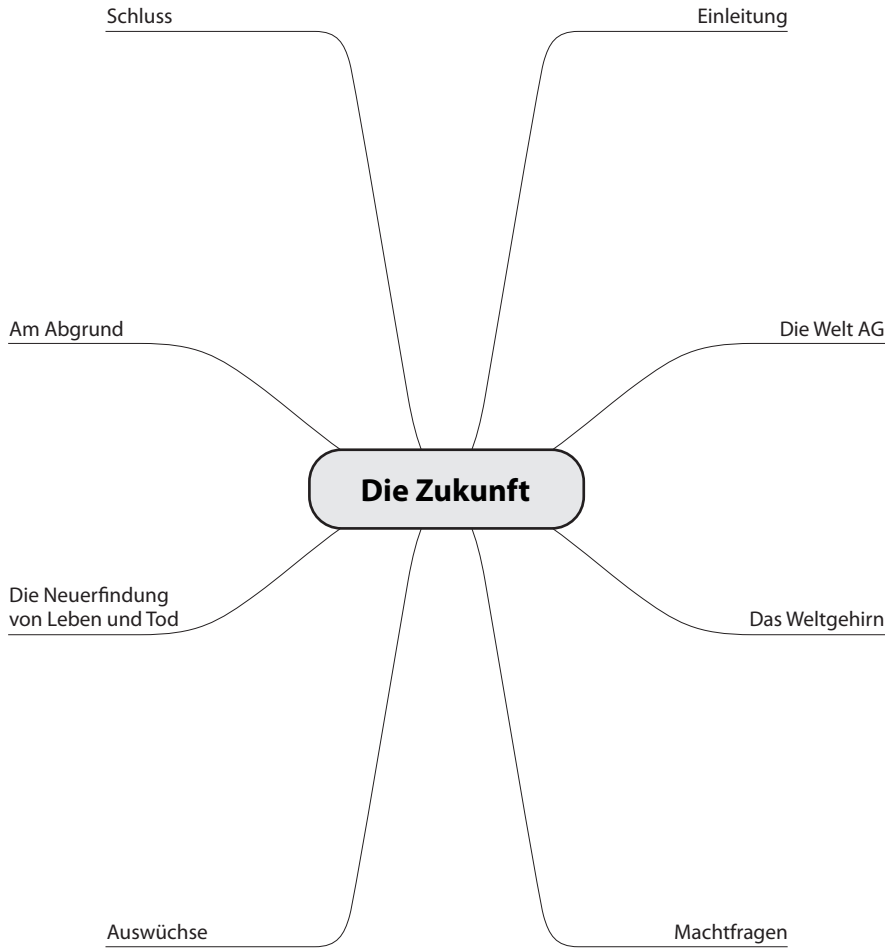 Schluss
Einleitung
Am Abgrund
Die Welt AG
Die Zukunft
Die Neuerfindung
von Leben und Tod
Das Weltgehirn
Auswüchse
Machtfragen